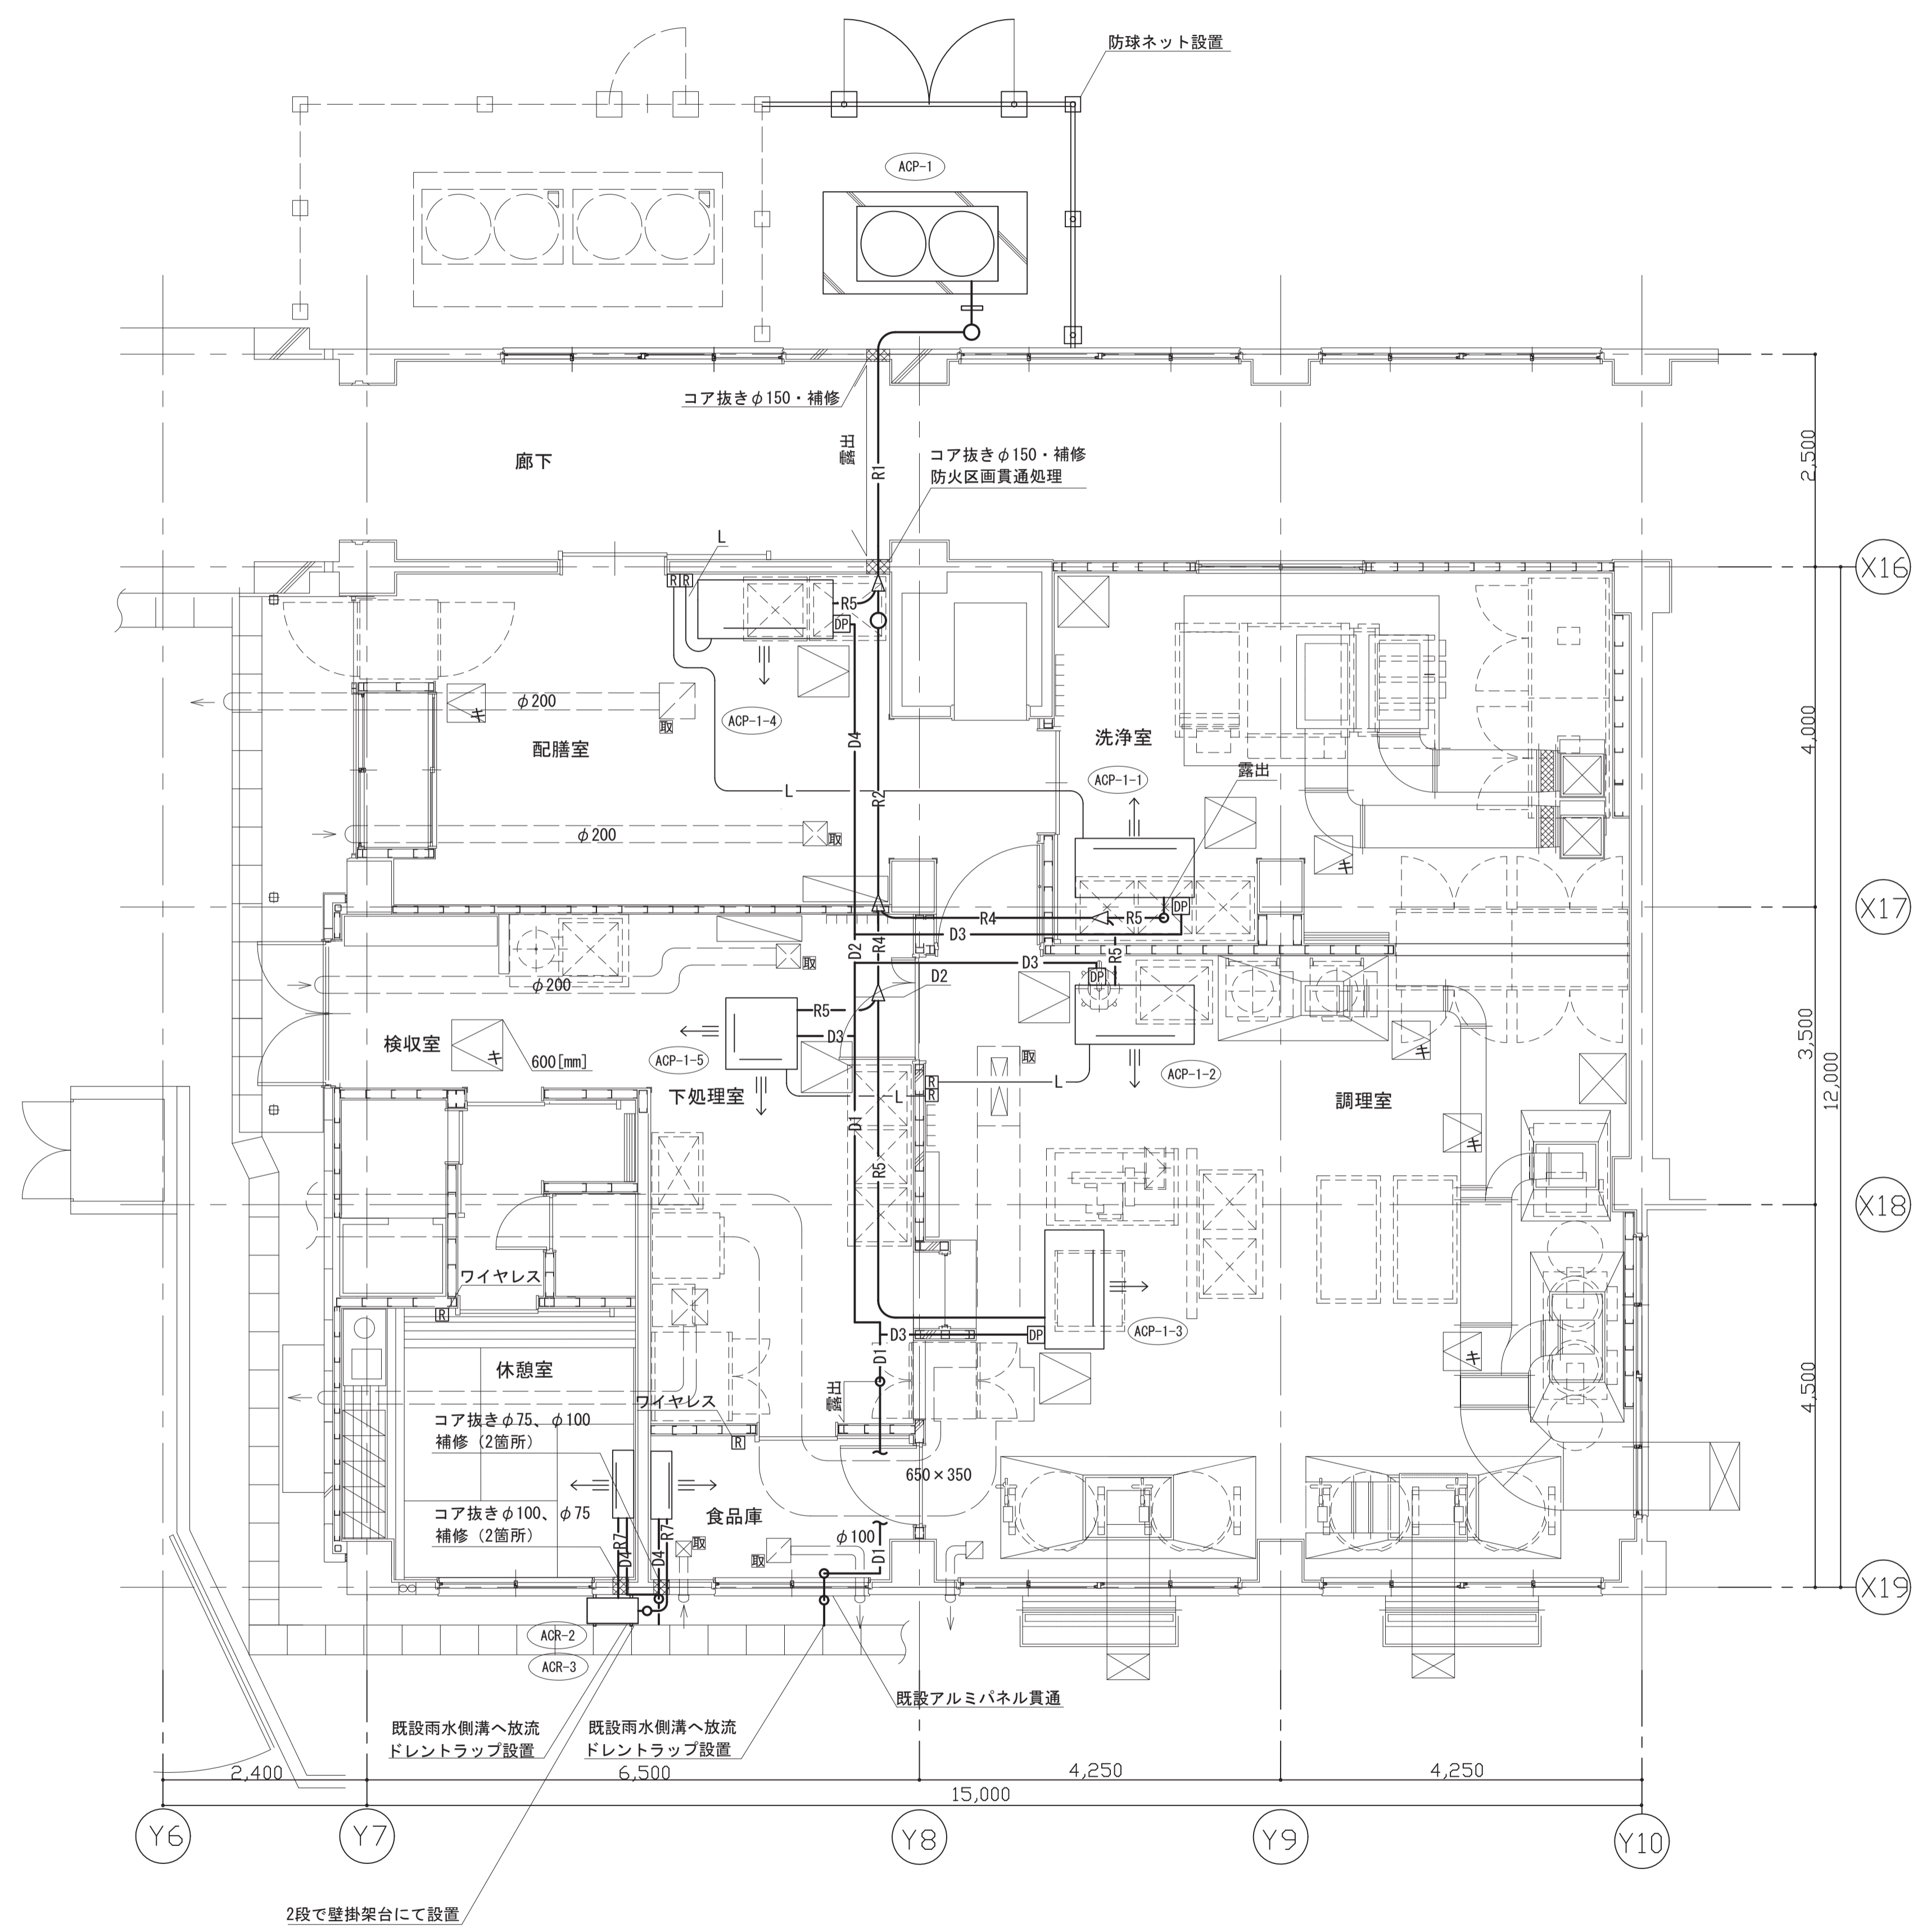 防球ネット設置
ACP-1
コア抜きφ150・補修
露出
R1
コア抜きφ150・補修
防火区画貫通処理
廊下
2,500
L
R R
R5
DP
X16
φ200
キ
取
ACP-1-4
配膳室
D4
洗浄室
4,000
ACP-1-1
露出
L
R2
φ200
取
キ
DP
X17
R4
R5
D3
D2
R4
R5
取
D3
DP
D2
φ200
R5
D3
キ
3,500
検収室
キ
600[mm]
ACP-1-5
取
12,000
R
L
ACP-1-2
下処理室
R
L
調理室
D1
キ
R5
X18
ワイヤレス
R
D3
DP
ACP-1-3
D1
キ
休憩室
露出
ワイヤレス
4,500
コア抜きφ75、φ100
補修（2箇所）
R
650×350
コア抜きφ100、φ75
補修（2箇所）
食品庫
R7
D4
D4
R7
取
取
φ100
D1
X19
ACR-2
ACR-3
既設アルミパネル貫通
既設雨水側溝へ放流
ドレントラップ設置
既設雨水側溝へ放流
ドレントラップ設置
2,400
6,500
4,250
4,250
15,000
Y6
Y7
Y8
Y9
Y10
2段で壁掛架台にて設置